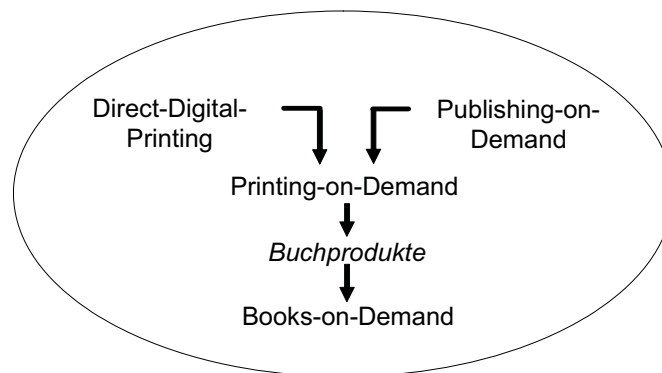 Direct-Digital-
Printing
Publishing-on-
Demand
Printing-on-Demand
Buchprodukte
Books-on-Demand